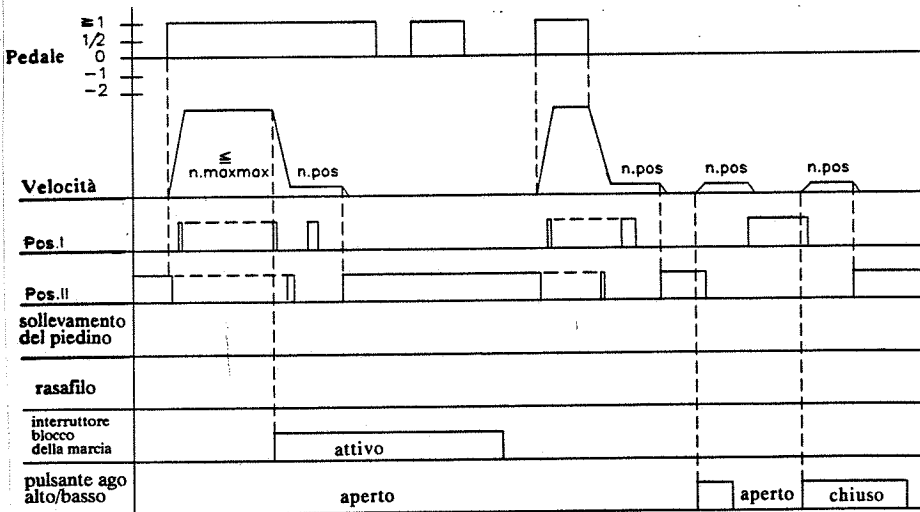 ≧1
1/2
Pedale 0
-1
-2
≦
n.maxmax n.pos n.pos n.pos n.pos
Velocità
Pos.I
Pos.II
sollevamento
del piedino
rasafilo
interruttore
blocco
della marcia
attivo
pulsante ago
alto/basso
aperto aperto chiuso